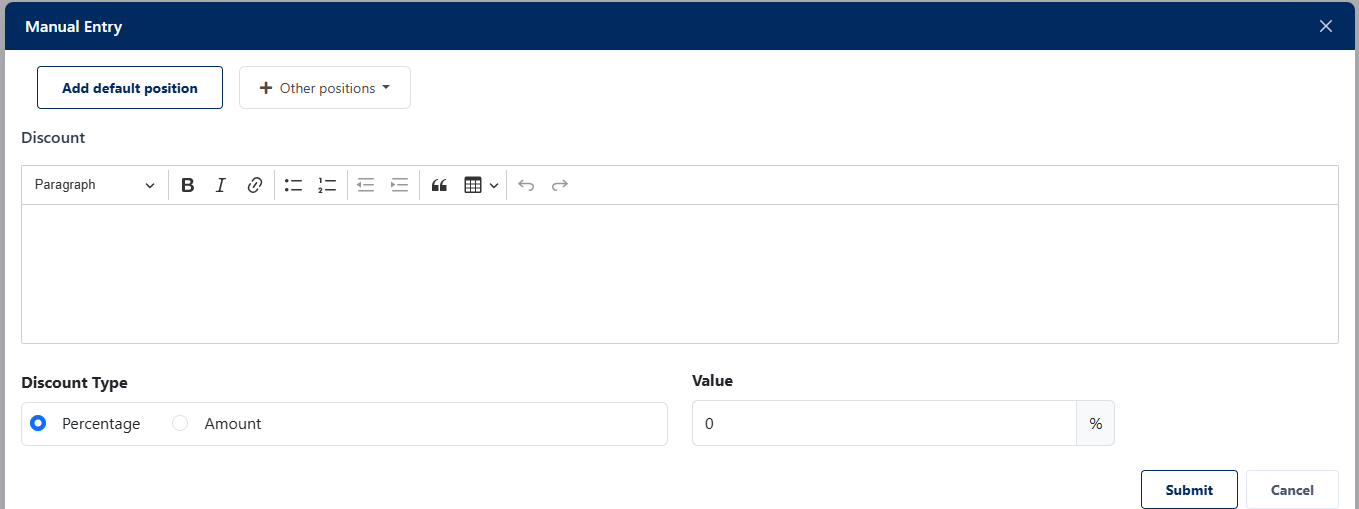 Manual Entry
Add default position
Other positions
Discount
Paragraph
Discount Type
Value
Percentage Amount
0 %
Submit Cancel